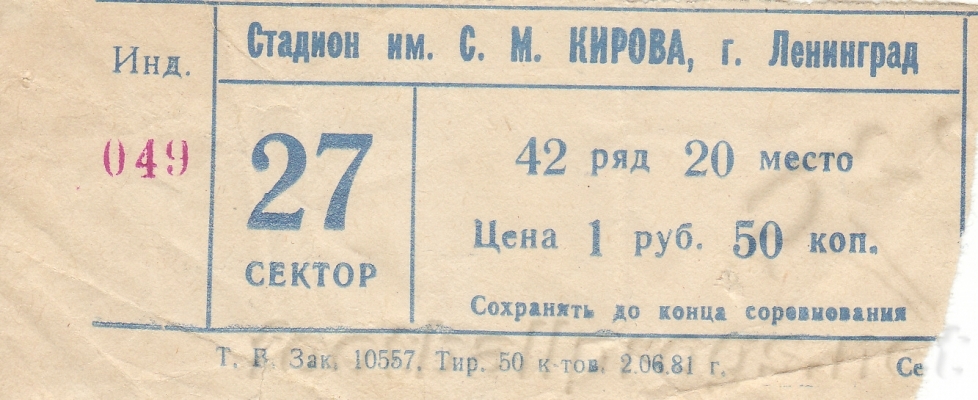 Стадион им. С. М. КИРОВА, г. Ленинград
Инд.
049
27
СЕКТОР
42 ряд 20 место
Цена 1 руб. 50 коп.
Сохранять до конца соревнования
Т. В. Зак. 10557. Тир. 50 к-тов. 2.06.81 г.
Се